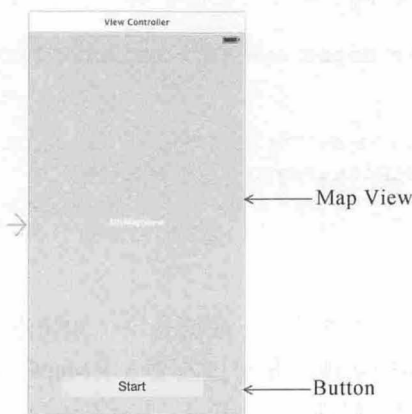 View Controller
MKMapView
Map View
Start
Button